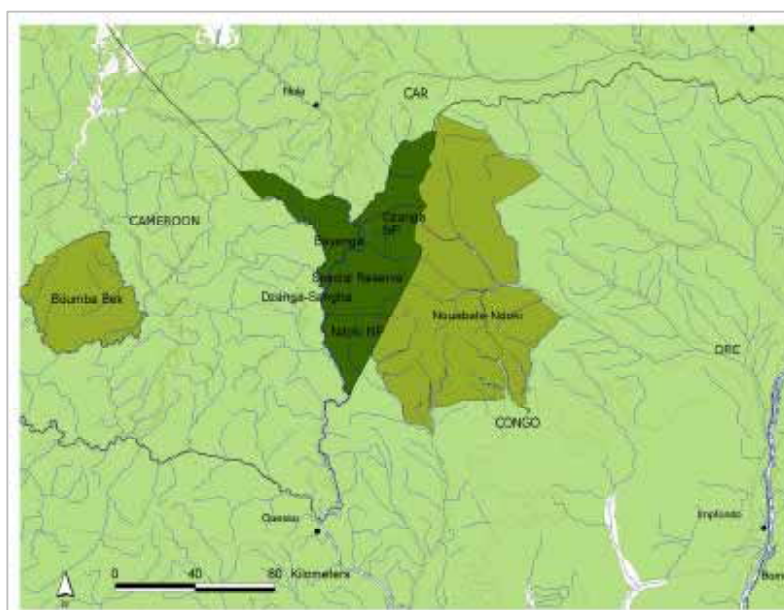 Nola
CAR
CAMEROON
Dzanga
NP
Bayanga
Special Reserve
Dzanga-Sangha
Boumba Bek
Ndoki NP
Nouabale-Ndoki
DRC
CONGO
Ouesso
Impfondo
0 40 80 Kilometers
N